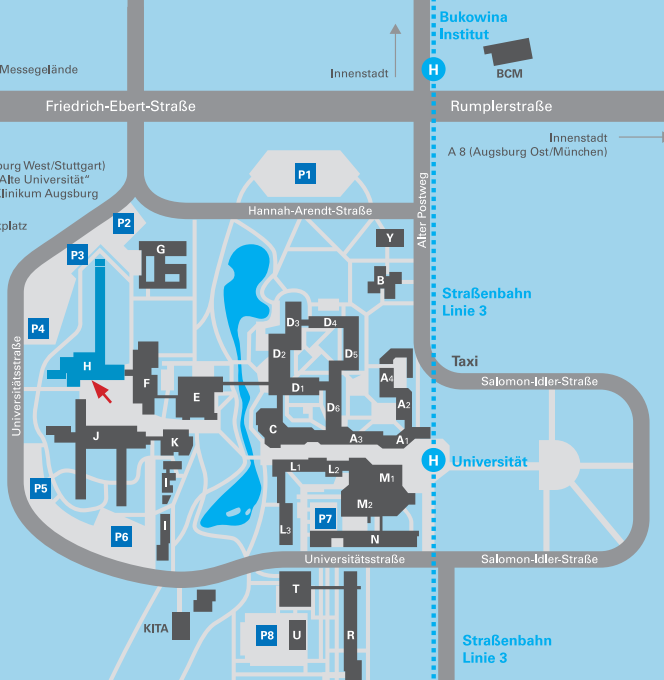 Bukowina
Institut
H
BCM
Innenstadt
Messegelände
Friedrich-Ebert-Straße
Rumplerstraße
Innenstadt
A 8 (Augsburg Ost/München)
burg West/Stuttgart)
Alte Universität"
Klinikum Augsburg
tplatz
P1
Hannah-Arendt-Straße
Alter Postweg
P2
P3
G
Y
B
P4
Straßenbahn
Linie 3
D3
D4
D2
D5
Taxi
H
F
E
D1
A4
A2
Salomon-Idler-Straße
D6
Universitätsstraße
J
K
C
A3
A1
H
Universität
I
L1
L2
M1
P5
M2
I
P7
P6
L3
N
Universitätsstraße
Salomon-Idler-Straße
T
KITA
P8
U
R
Straßenbahn
Linie 3